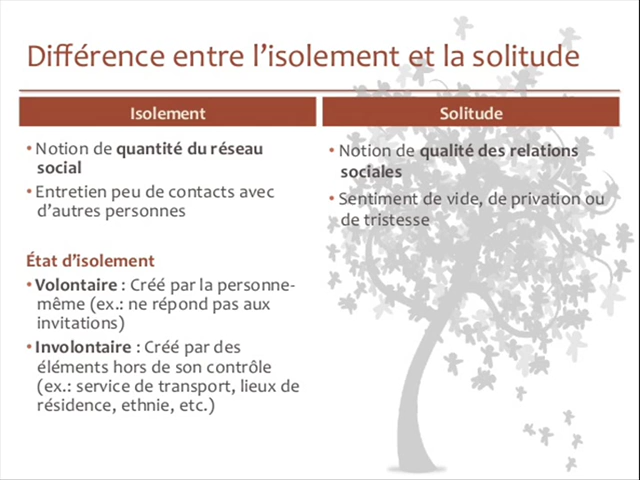 Différence entre l’isolement et la solitude
Isolement
• Notion de quantité du réseau
social
• Entretien peu de contacts avec
d’autres personnes
État d’isolement
• Volontaire : Créé par la personne-
même (ex.: ne répond pas aux
invitations)
• Involontaire : Créé par des
éléments hors de son contrôle
(ex.: service de transport, lieux de
résidence, ethnie, etc.)
Solitude
• Notion de qualité des relations
sociales
• Sentiment de vide, de privation ou
de tristesse